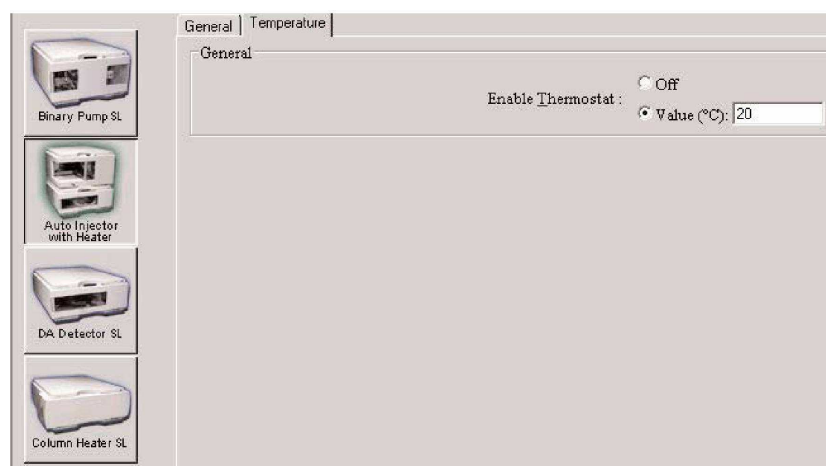 General
Temperature
General
Off
Enable Thermostat :
Value (°C): 20
Binary Pump SL
Auto Injector
with Heater
DA Detector SL
Column Heater SL